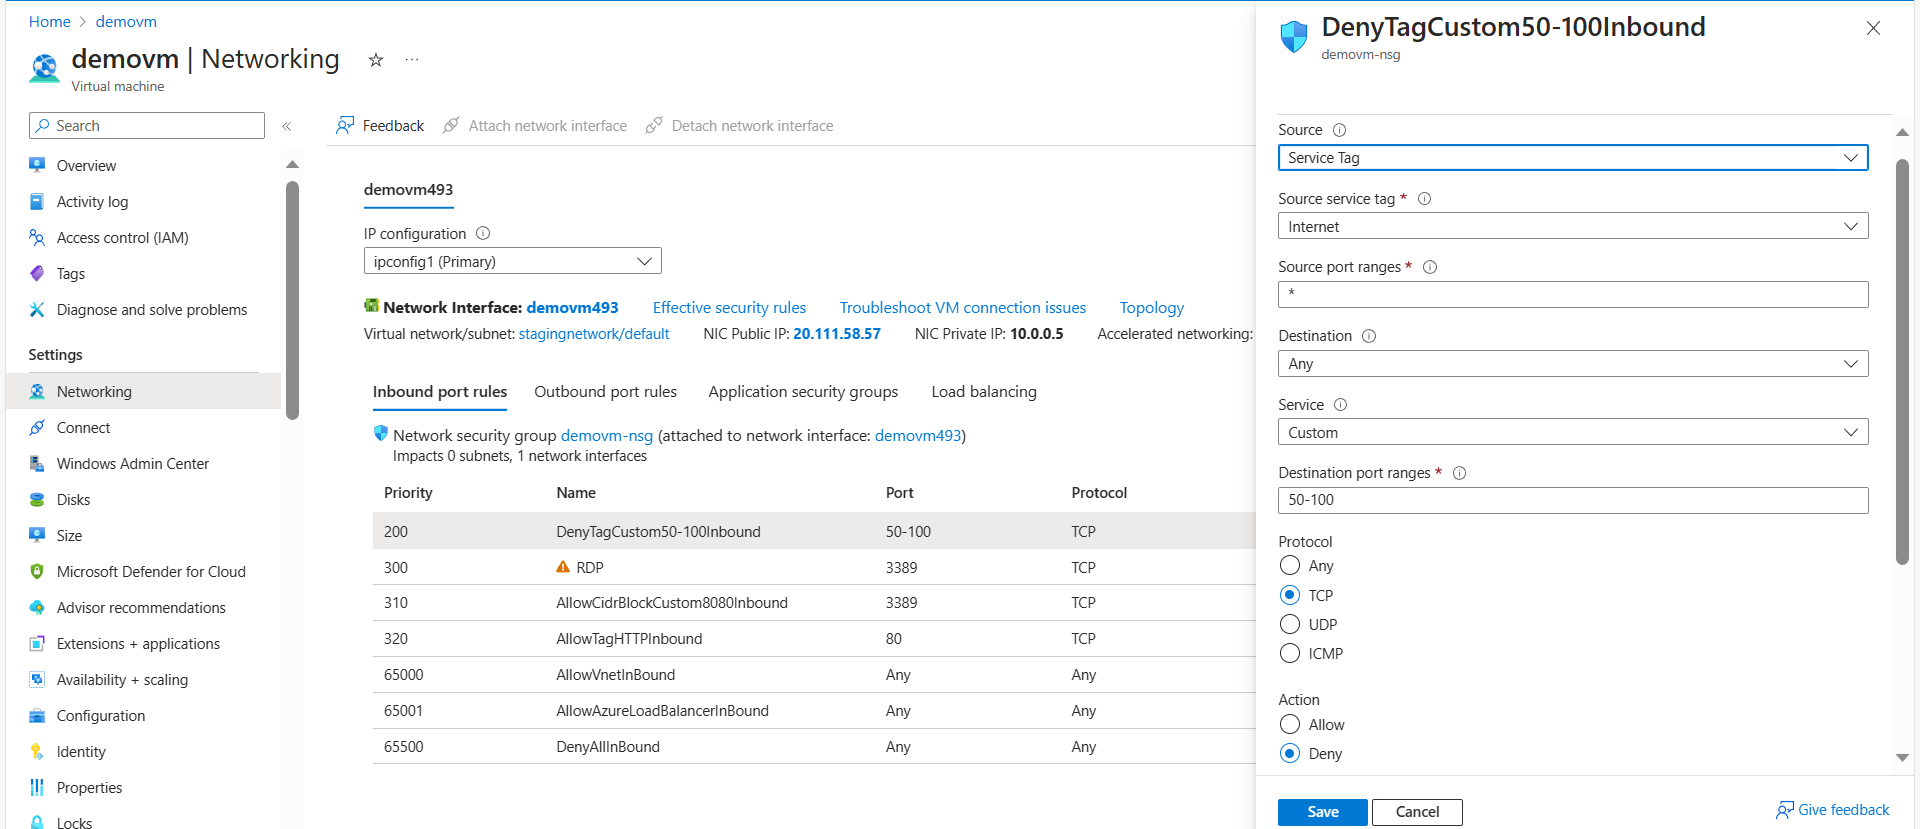 Home > demovm
demovm | Networking
Virtual machine
Search
Overview
Activity log
Access control (IAM)
Tags
Diagnose and solve problems
Settings
Networking
Connect
Windows Admin Center
Disks
Size
Microsoft Defender for Cloud
Advisor recommendations
Extensions + applications
Availability + scaling
Configuration
Identity
Properties
Locks
Feedback Attach network interface Detach network interface
demovm493
IP configuration
ipconfig1 (Primary)
Network Interface: demovm493 Effective security rules Troubleshoot VM connection issues Topology
Virtual network/subnet: stagingnetwork/default NIC Public IP: 20.111.58.57 NIC Private IP: 10.0.0.5 Accelerated networking:
Inbound port rules Outbound port rules Application security groups Load balancing
Network security group demovm-nsg (attached to network interface: demovm493)
Impacts 0 subnets, 1 network interfaces
Priority Name Port Protocol
200 DenyTagCustom50-100Inbound 50-100 TCP
300 RDP 3389 TCP
310 AllowCidrBlockCustom8080Inbound 3389 TCP
320 AllowTagHTTPInbound 80 TCP
65000 AllowVnetInBound Any Any
65001 AllowAzureLoadBalancerInBound Any Any
65500 DenyAllInBound Any Any
DenyTagCustom50-100Inbound
demovm-nsg
Source
Service Tag
Source service tag *
Internet
Source port ranges *
*
Destination
Any
Service
Custom
Destination port ranges *
50-100
Protocol
Any
TCP
UDP
ICMP
Action
Allow
Deny
Save Cancel Give feedback